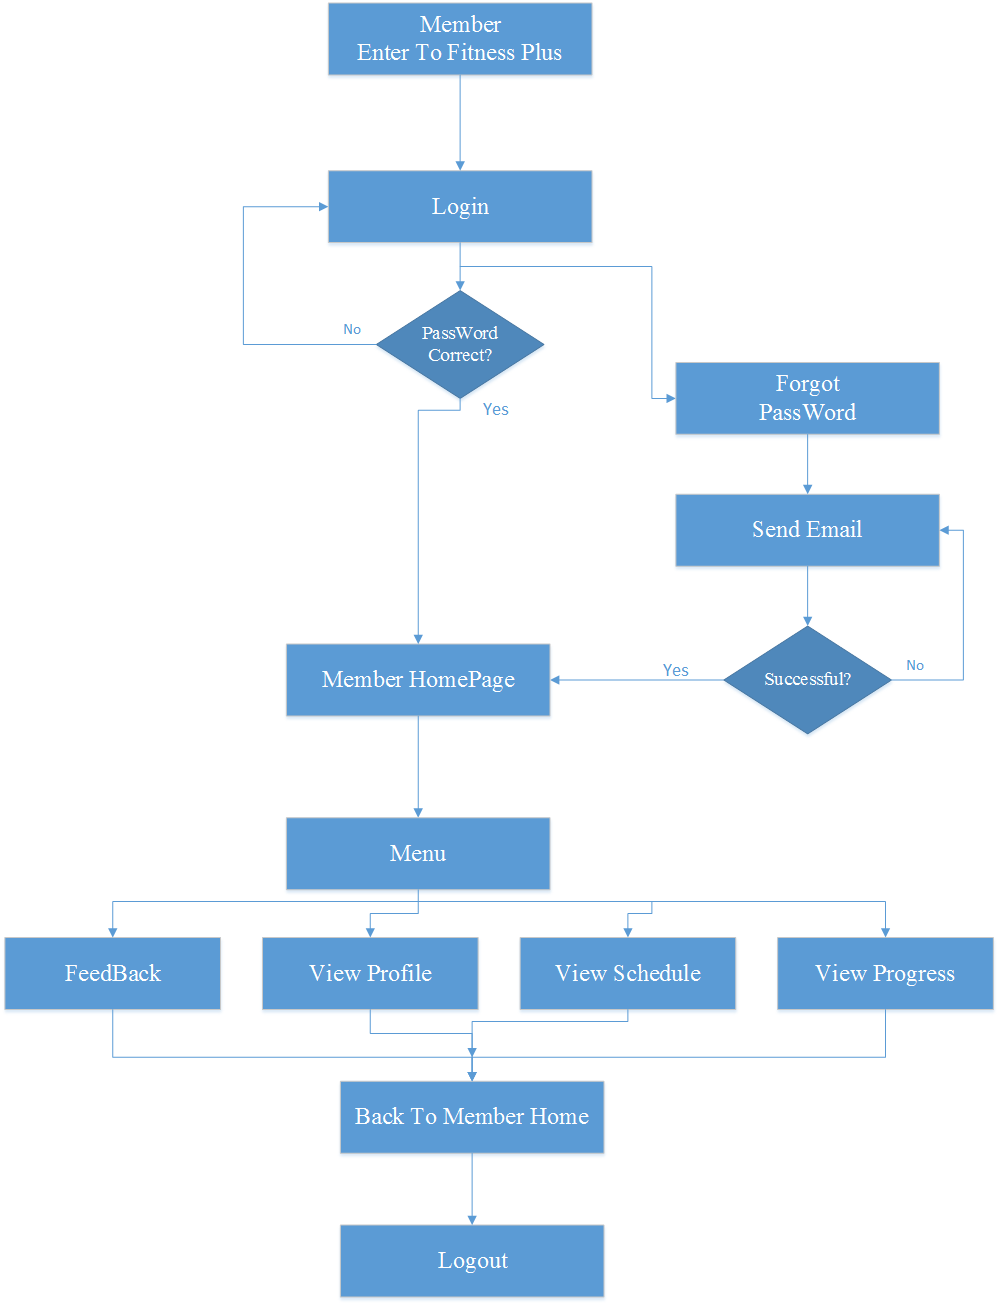 Member
Enter To Fitness Plus
Login
No
PassWord
Correct?
Yes
Forgot
PassWord
Send Email
Member HomePage
Yes
Successful?
No
Menu
FeedBack
View Profile
View Schedule
View Progress
Back To Member Home
Logout